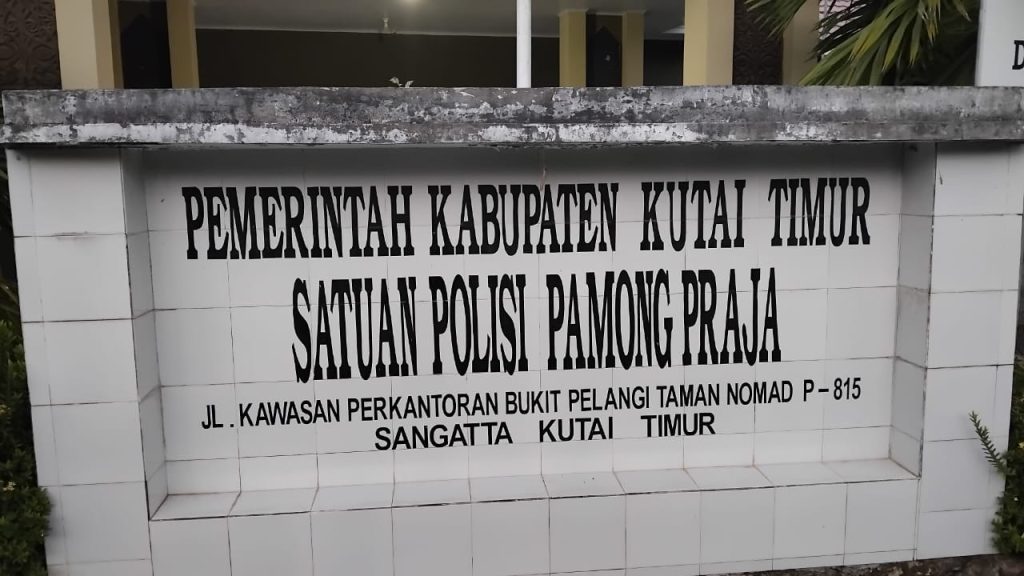 PEMERINTAH KABUPATEN KUTAI TIMUR
SATUAN POLISI PAMONG PRAJA
JL. KAWASAN PERKANTORAN BUKIT PELANGI TAMAN NOMAD P-815
SANGATTA KUTAI TIMUR